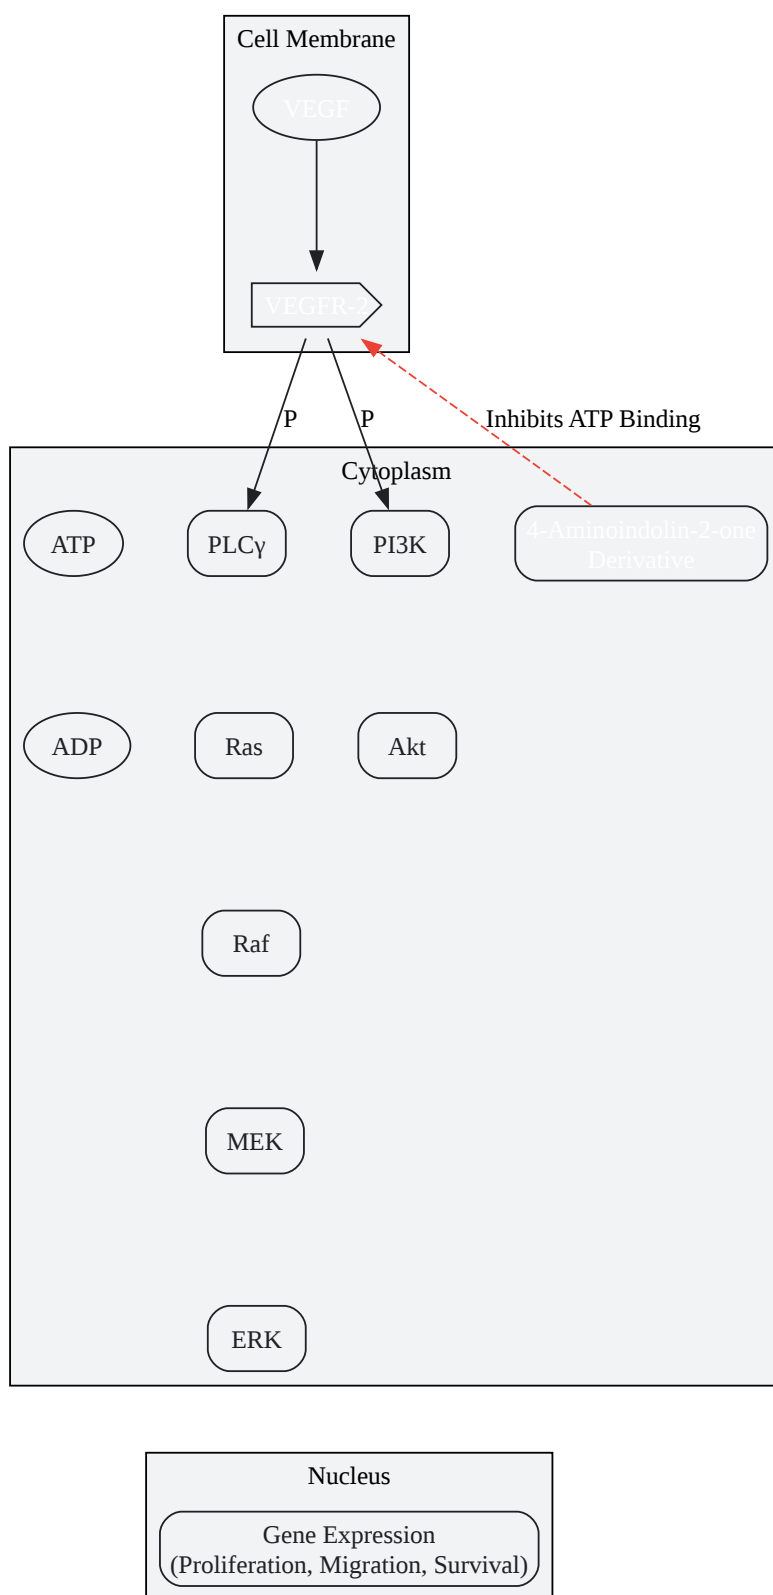 Cell Membrane
VEGF
VEGFR-2
P
P
Inhibits ATP Binding
Cytoplasm
ATP
PLCγ
PI3K
4-Aminoindolin-2-one
Derivative
ADP
Ras
Akt
Raf
MEK
ERK
Nucleus
Gene Expression
(Proliferation, Migration, Survival)